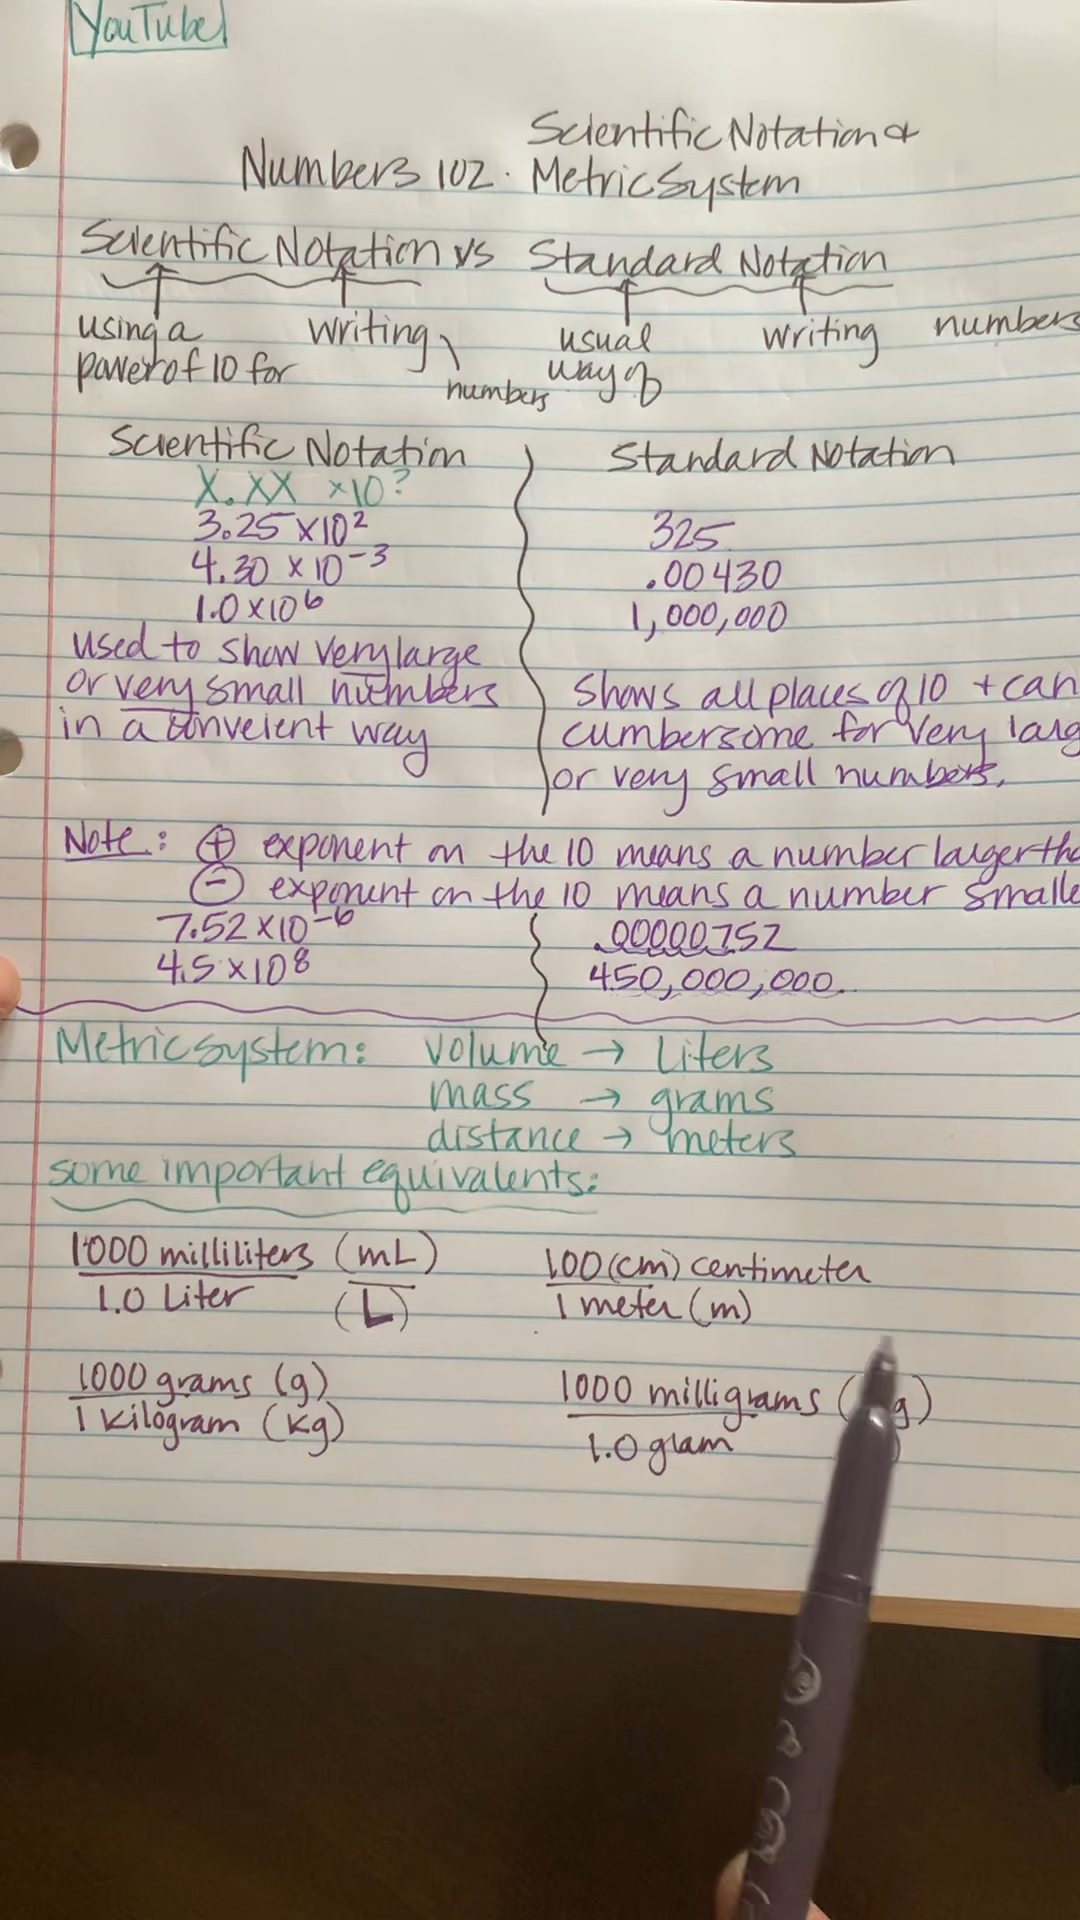 YouTube
Scientific Notation &
Numbers 102. Metric System
Scientific Notation vs Standard Notation
using a power of 10 for
writing numbers
usual way of
writing numbers
Scientific Notation
X.XX ×10?
3.25 ×10²
4.30 × 10⁻³
1.0 × 10⁶
used to show very large
or very small numbers
in a conveient way
Standard Notation
325
.00430
1,000,000
Shows all places of 10 + can
cumbersome for very larg
or very small numbers.
Note: ⊕ exponent on the 10 means a number larger tha
⊖ exponent on the 10 means a number smalle
7.52 × 10⁻⁶ .00000752
4.5 × 10⁸ 450,000,000.
Metric system: volume → Liters
mass → grams
distance → meters
some important equivalents:
1000 milliliters (mL)
1.0 Liter (L)
100 (cm) centimeter
1 meter (m)
1000 grams (g)
1 kilogram (kg)
1000 milligrams ( g)
1.0 gram